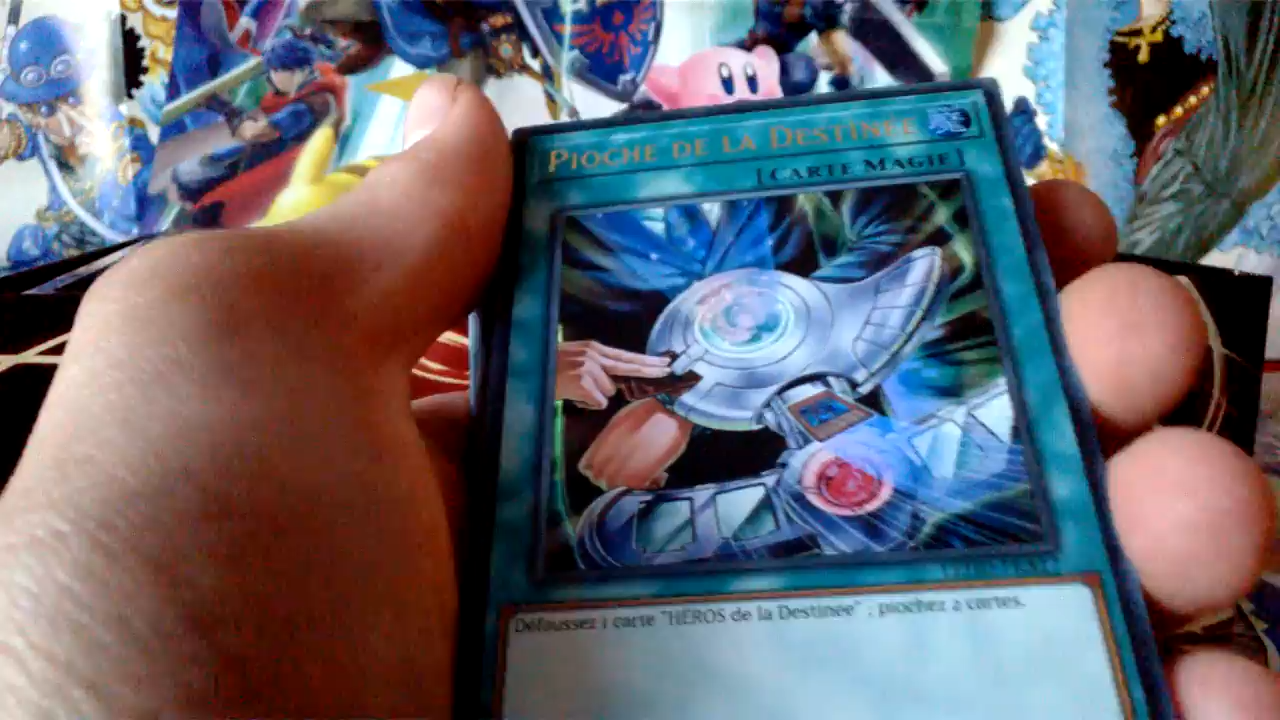 PIOCHE DE LA DESTINÉE
[CARTE MAGIE]
Défaussez 1 carte "HÉROS de la Destinée" ; piochez 2 cartes.